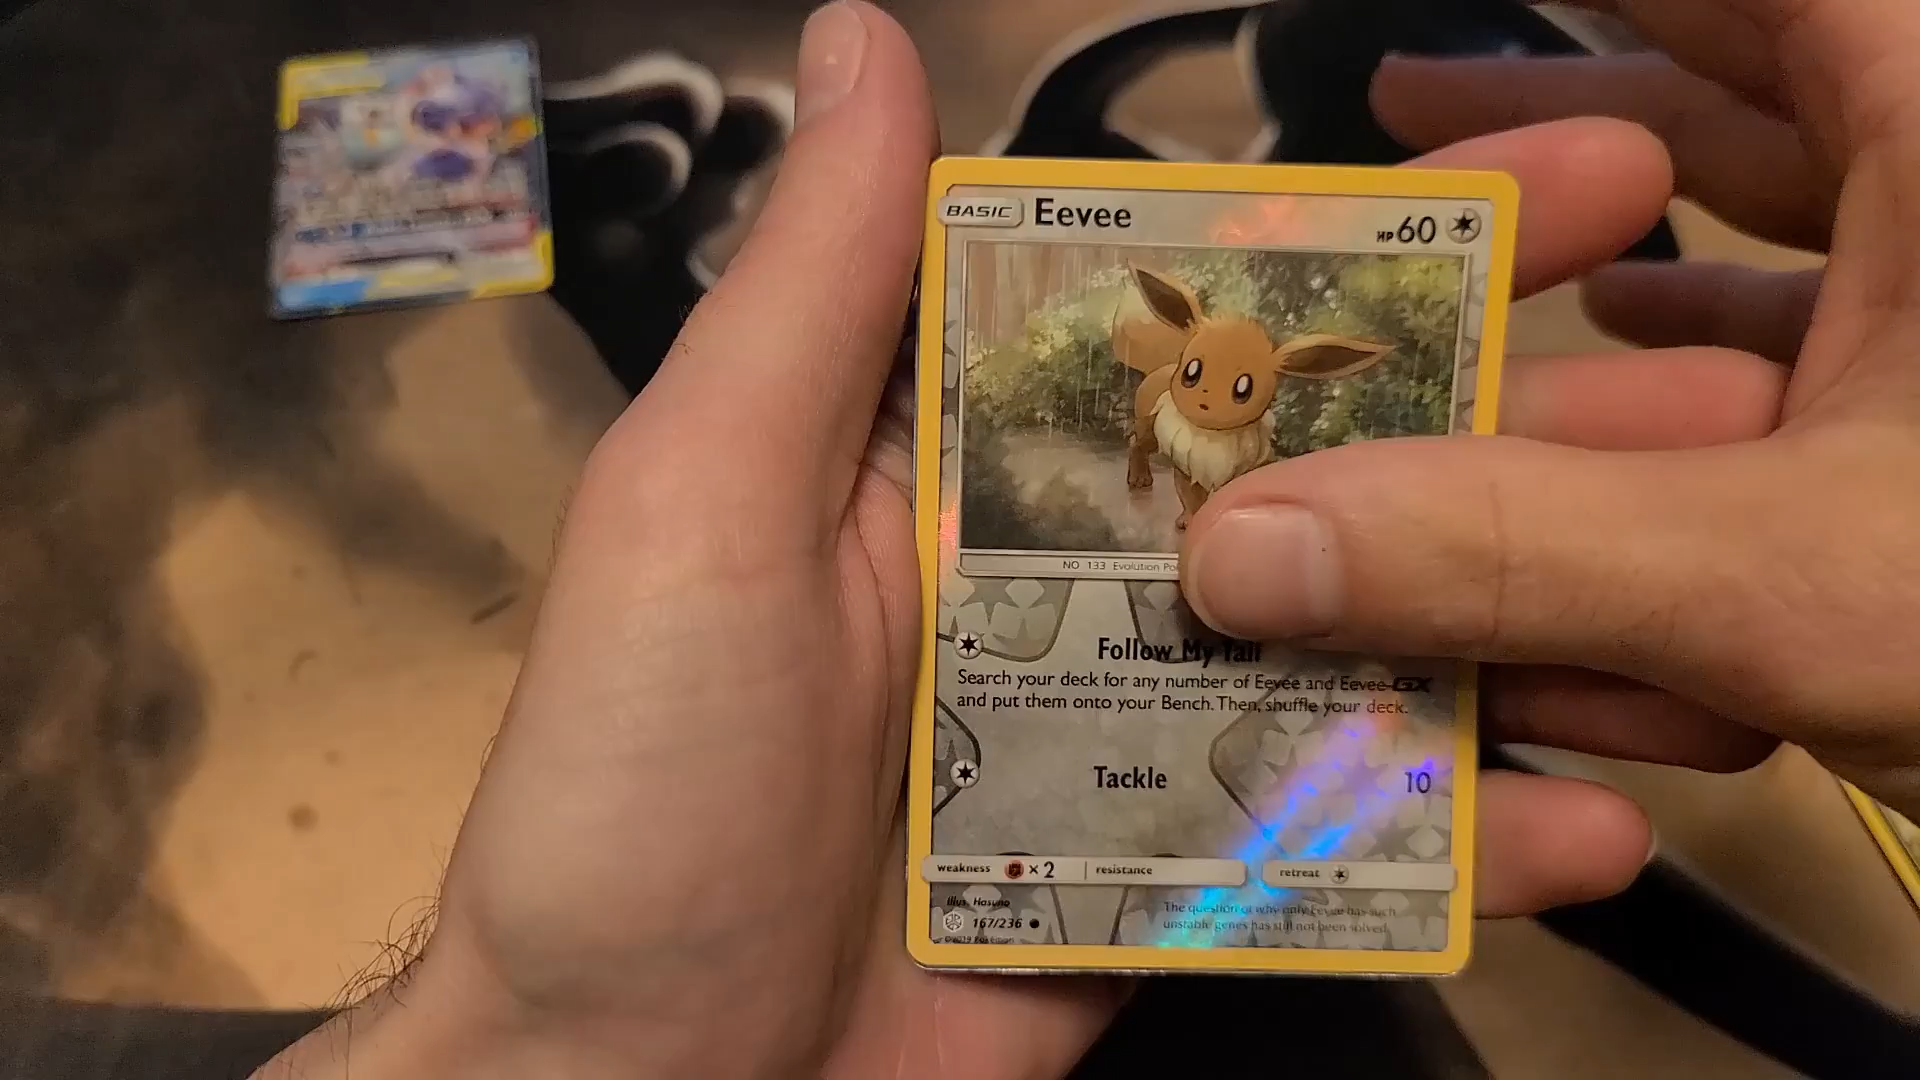 BASIC Eevee HP 60
NO 133 Evolution
Follow My Tail
Search your deck for any number of Eevee and Eevee-GX
and put them onto your Bench. Then, shuffle your deck.
Tackle 10
weakness × 2 resistance retreat
Illus. Hasuno
167/236
The question of why only Eevee has such
unstable genes has still not been solved.